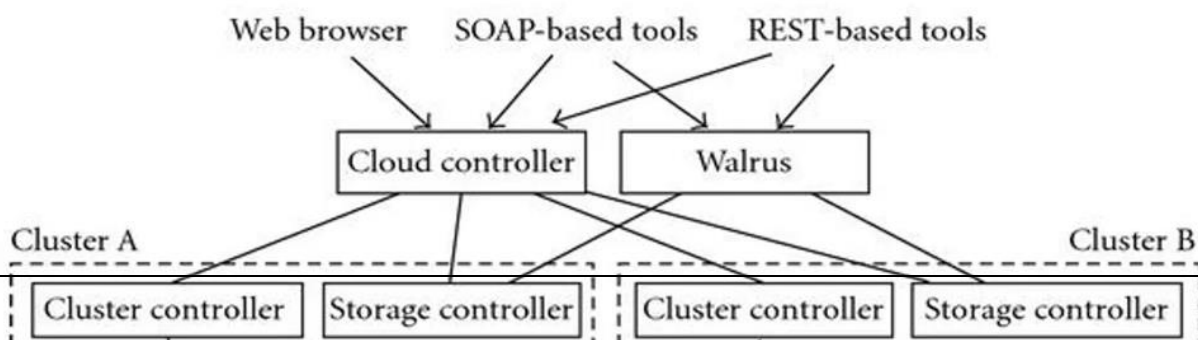 Web browser SOAP-based tools REST-based tools
Cloud controller Walrus
Cluster A Cluster B
Cluster controller Storage controller Cluster controller Storage controller